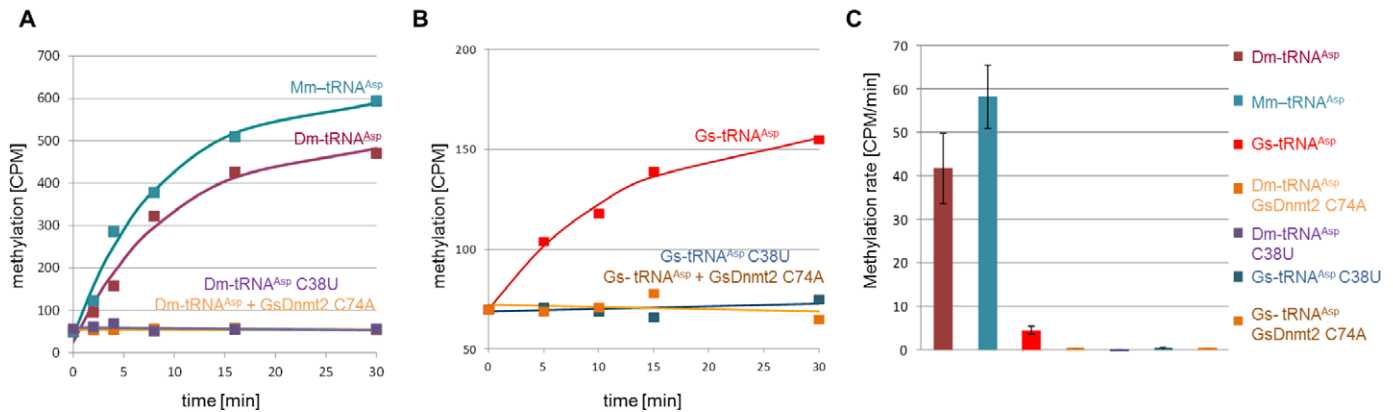 A
methylation [CPM]
700
600
500
400
300
200
100
0
Mm–tRNAAsp
Dm-tRNAAsp
Dm-tRNAAsp C38U
Dm-tRNAAsp + GsDnmt2 C74A
0 5 10 15 20 25 30
time [min]
B
methylation [CPM]
200
150
100
50
Gs-tRNAAsp
Gs-tRNAAsp C38U
Gs- tRNAAsp + GsDnmt2 C74A
0 5 10 15 20 25 30
time [min]
C
Methylation rate [CPM/min]
70
60
50
40
30
20
10
0
Dm-tRNAAsp
Mm–tRNAAsp
Gs-tRNAAsp
Dm-tRNAAsp
GsDnmt2 C74A
Dm-tRNAAsp
C38U
Gs-tRNAAsp C38U
Gs- tRNAAsp
GsDnmt2 C74A